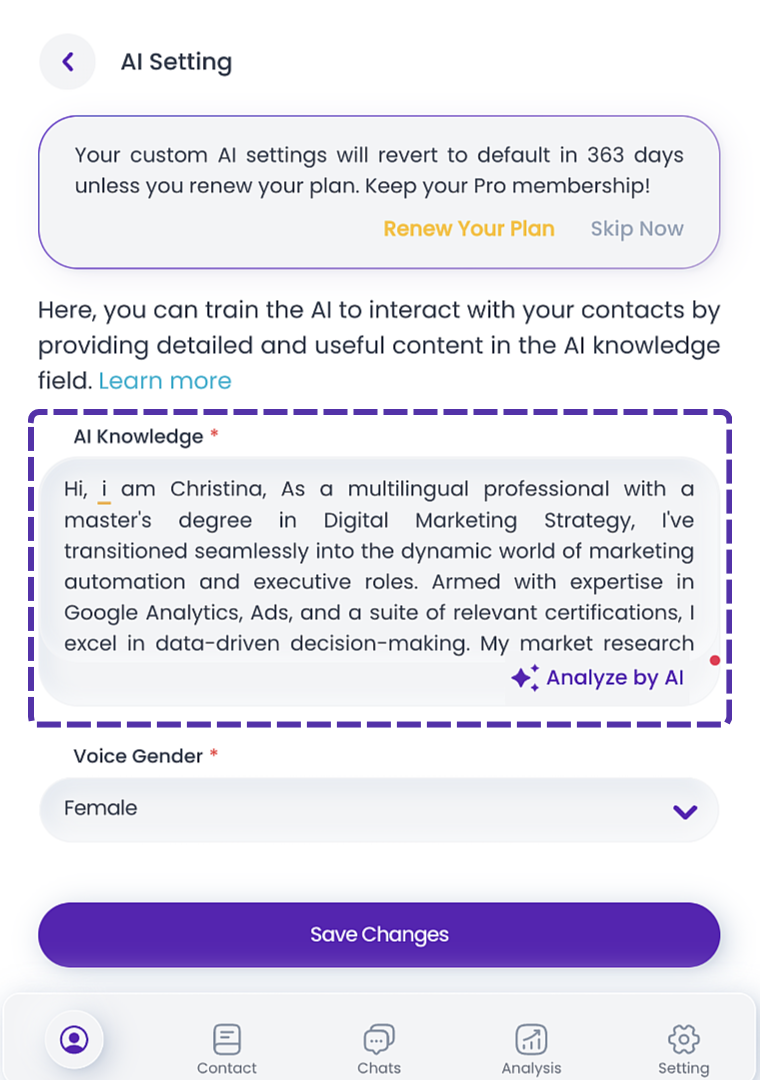 AI Setting
Your custom AI settings will revert to default in 363 days
unless you renew your plan. Keep your Pro membership!
Renew Your Plan Skip Now
Here, you can train the AI to interact with your contacts by
providing detailed and useful content in the AI knowledge
field. Learn more
AI Knowledge *
Hi, i am Christina, As a multilingual professional with a
master's degree in Digital Marketing Strategy, I've
transitioned seamlessly into the dynamic world of marketing
automation and executive roles. Armed with expertise in
Google Analytics, Ads, and a suite of relevant certifications, I
excel in data-driven decision-making. My market research
Analyze by AI
Voice Gender *
Female
Save Changes
Contact Chats Analysis Setting